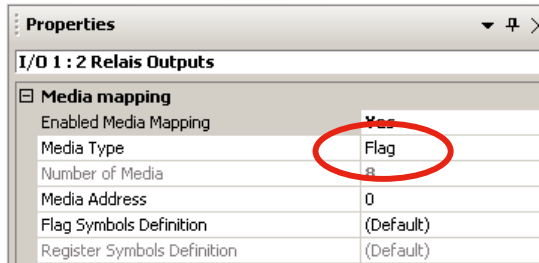 Properties
I/O 1 : 2 Relais Outputs
Media mapping
Enabled Media Mapping Yes
Media Type Flag
Number of Media 8
Media Address 0
Flag Symbols Definition (Default)
Register Symbols Definition (Default)